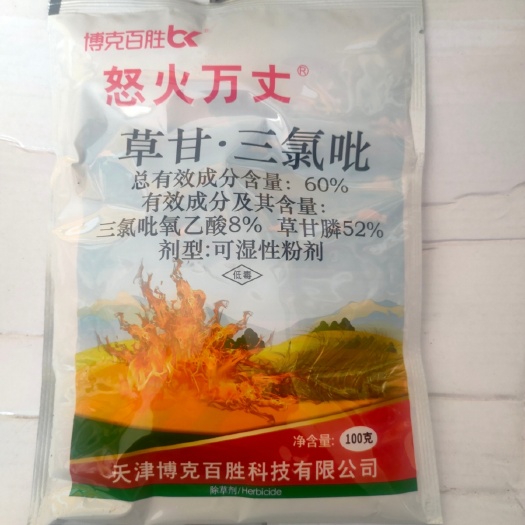 博克百胜bk
怒火万丈®
草甘·三氯吡
总有效成分含量：60%
有效成分及其含量：
三氯吡氧乙酸8% 草甘膦52%
剂型:可湿性粉剂
低毒
净含量: 100克
天津博克百胜科技有限公司
除草剂/Herbicide